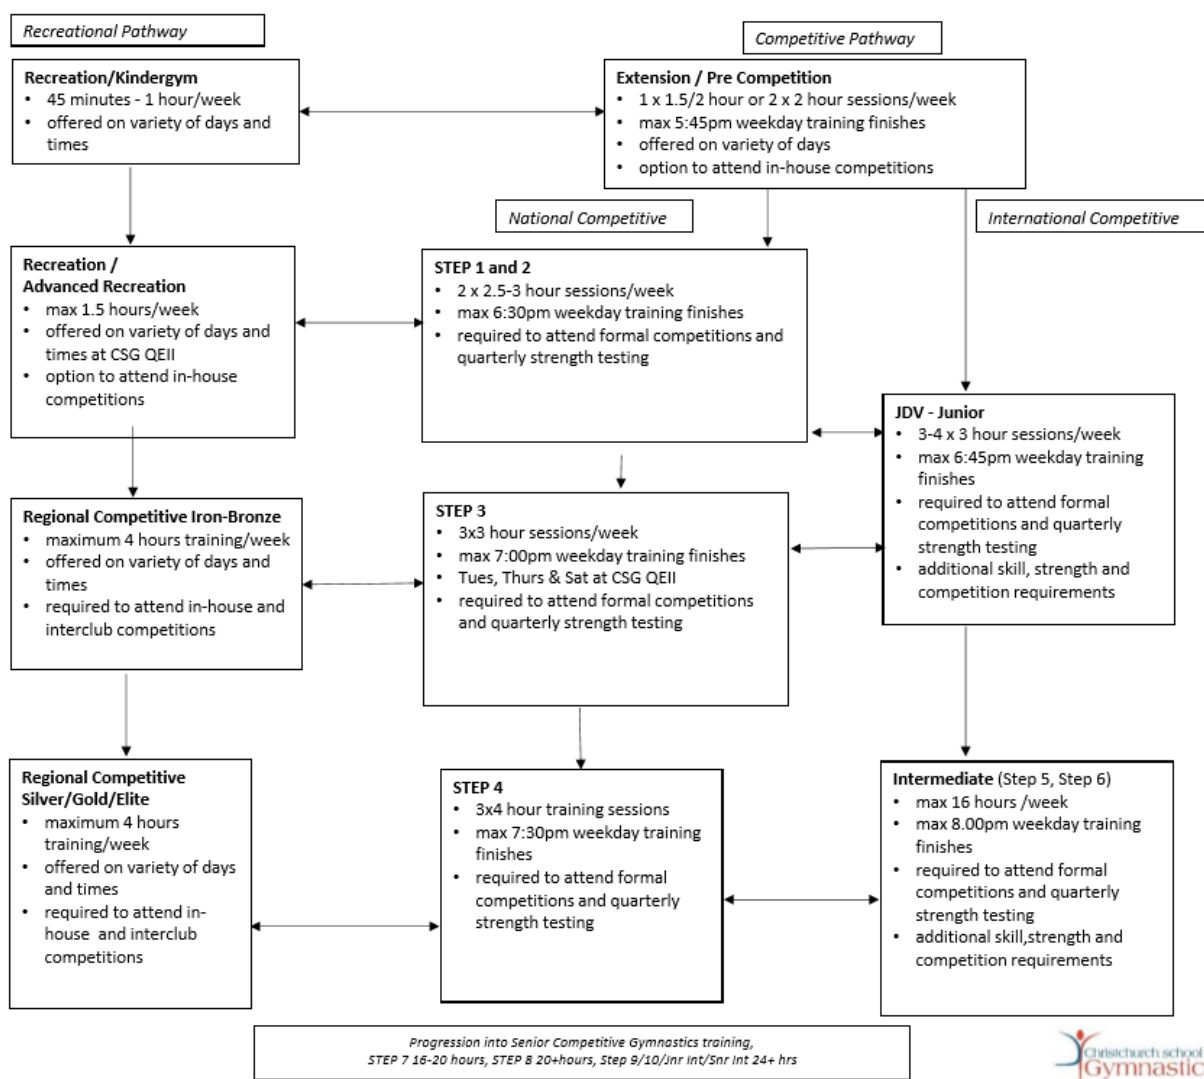 Recreational Pathway
Competitive Pathway
Recreation/Kindergym
• 45 minutes - 1 hour/week
• offered on variety of days and
times
Extension / Pre Competition
• 1 x 1.5/2 hour or 2 x 2 hour sessions/week
• max 5:45pm weekday training finishes
• offered on variety of days
• option to attend in-house competitions
National Competitive
International Competitive
Recreation /
Advanced Recreation
• max 1.5 hours/week
• offered on variety of days and
times at CSG QEII
• option to attend in-house
competitions
STEP 1 and 2
• 2 x 2.5-3 hour sessions/week
• max 6:30pm weekday training finishes
• required to attend formal competitions and
quarterly strength testing
JDV - Junior
• 3-4 x 3 hour sessions/week
• max 6:45pm weekday training
finishes
• required to attend formal
competitions and quarterly
strength testing
• additional skill, strength and
competition requirements
Regional Competitive Iron-Bronze
• maximum 4 hours training/week
• offered on variety of days and
times
• required to attend in-house and
interclub competitions
STEP 3
• 3x3 hour sessions/week
• max 7:00pm weekday training finishes
• Tues, Thurs & Sat at CSG QEII
• required to attend formal competitions
and quarterly strength testing
Regional Competitive
Silver/Gold/Elite
• maximum 4 hours
training/week
• offered on variety of days
and times
• required to attend in-
house and interclub
competitions
STEP 4
• 3x4 hour training sessions
• max 7:30pm weekday training
finishes
• required to attend formal
competitions and quarterly
strength testing
Intermediate (Step 5, Step 6)
• max 16 hours /week
• max 8.00pm weekday training
finishes
• required to attend formal
competitions and quarterly
strength testing
• additional skill,strength and
competition requirements
Progression into Senior Competitive Gymnastics training,
STEP 7 16-20 hours, STEP 8 20+hours, Step 9/10/Jnr Int/Snr Int 24+ hrs
Christchurch school
Gymnastic